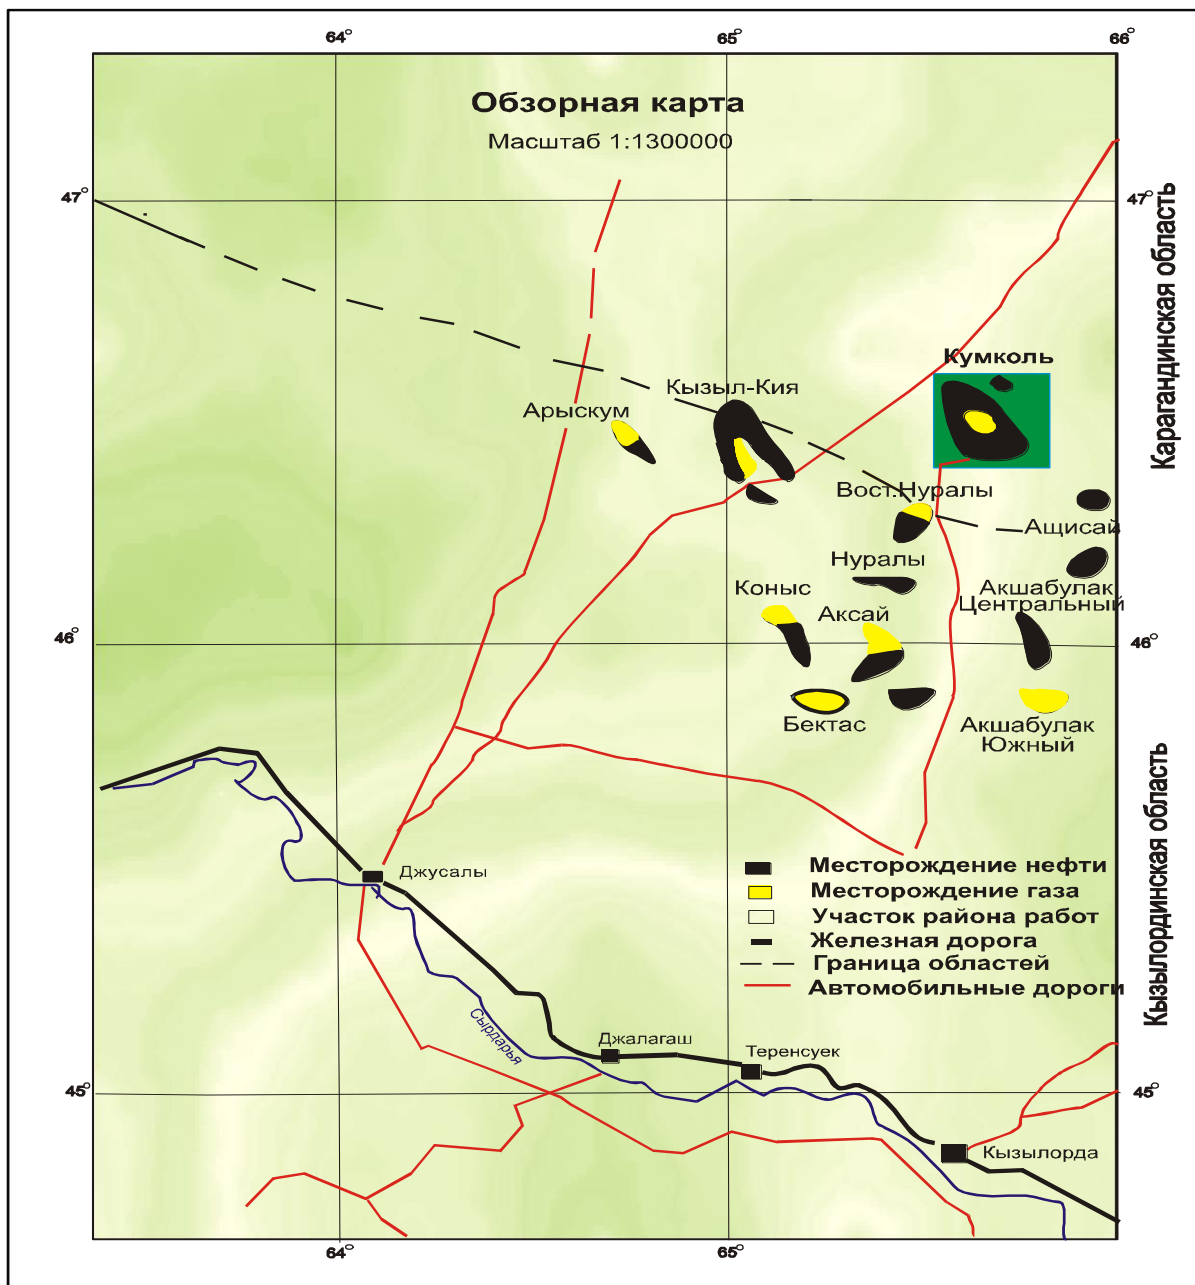 64°
65°
66°
Обзорная карта
Масштаб 1:1300000
47°
47°
Карагандинская область
Кумколь
Кызыл-Кия
Арыскум
Вост.Нуралы
Ащисай
Нуралы
Коныс
Акшабулак
Центральный
Аксай
46°
46°
Бектас
Акшабулак
Южный
Кызылординская область
Месторождение нефти
Месторождение газа
Участок района работ
Железная дорога
Граница областей
Автомобильные дороги
Джусалы
Сырдарья
Джалагаш
Теренсуек
45°
45°
Кызылорда
64°
65°